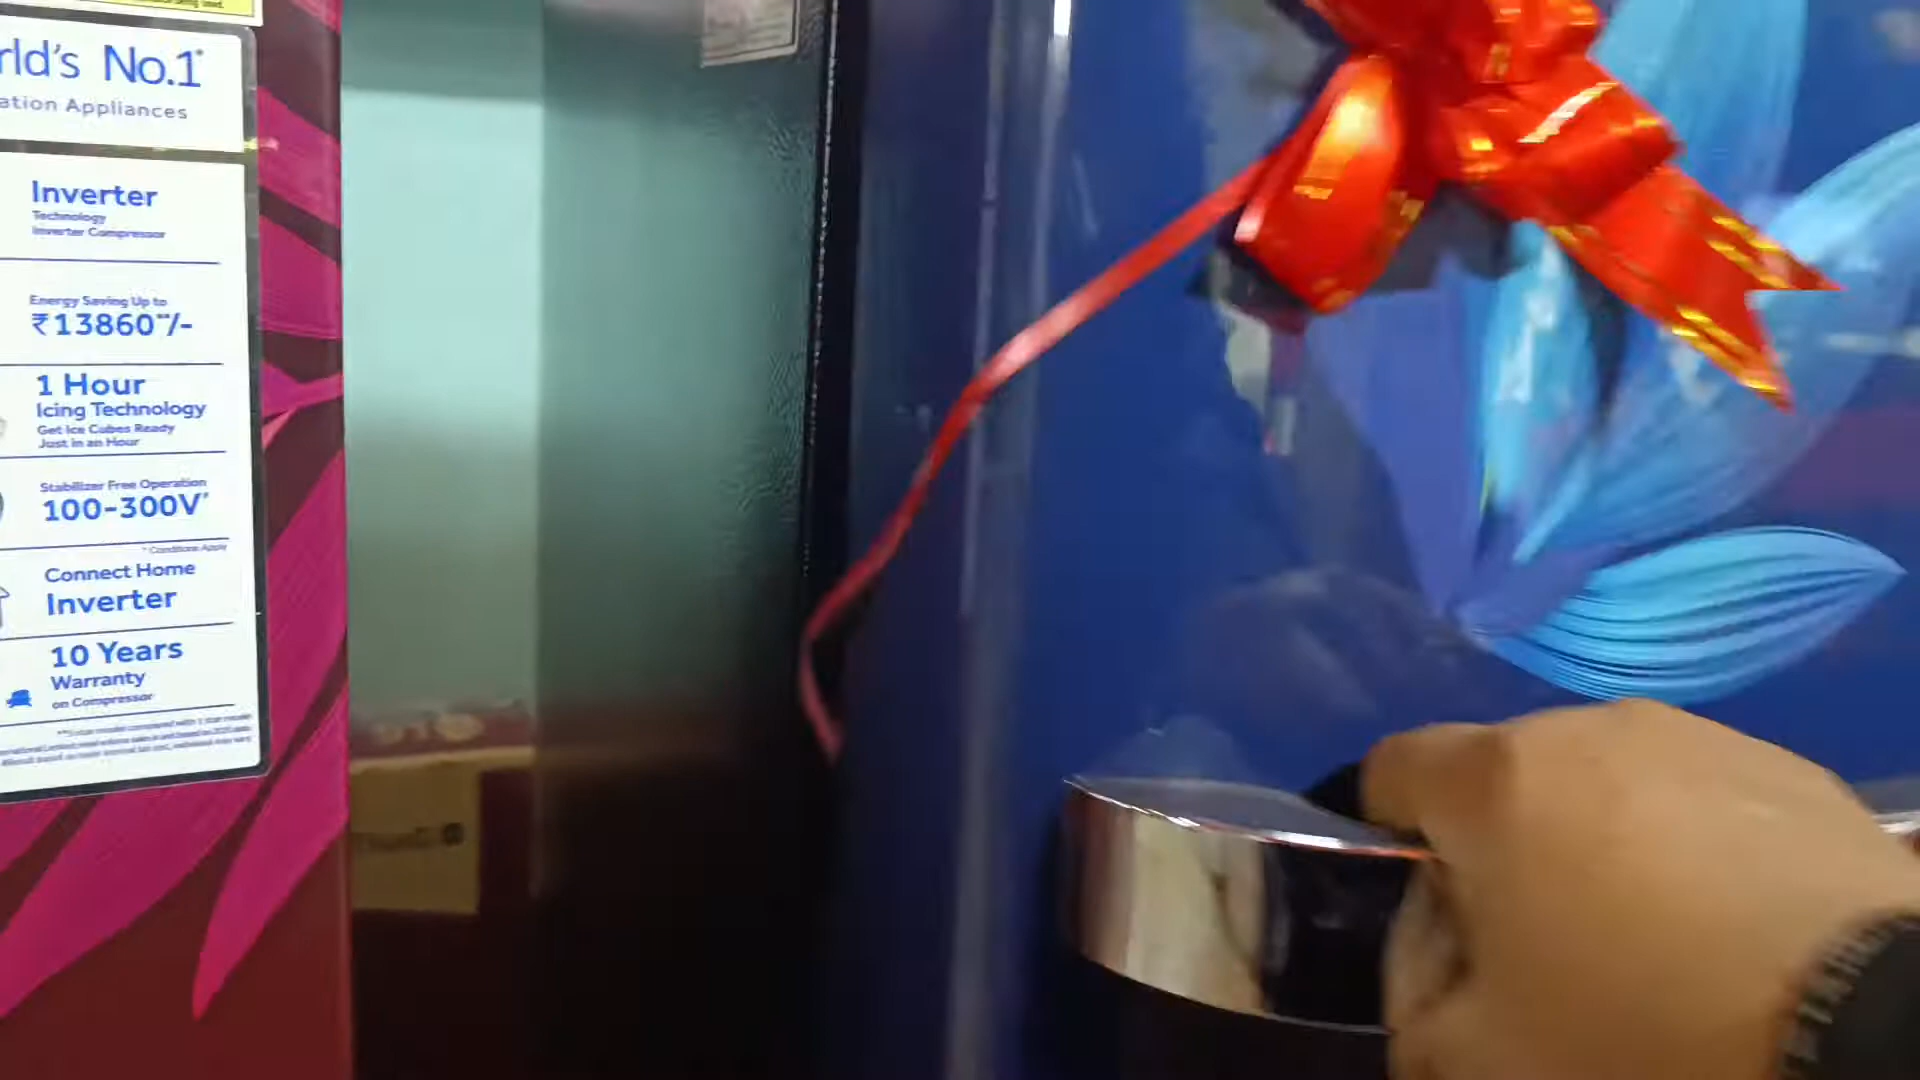 rld's No.1*
ation Appliances
Inverter
Technology
Inverter Compressor
Energy Saving Up to
₹13860**/-
1 Hour
Icing Technology
Get Ice Cubes Ready
Just in an Hour
Stabilizer Free Operation
100-300V*
* Conditions Apply
Connect Home
Inverter
10 Years
Warranty
on Compressor